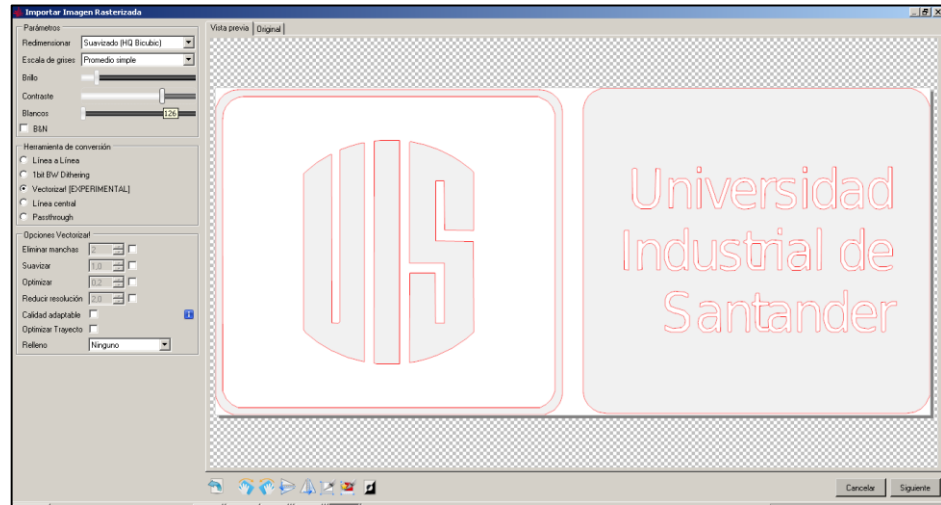 Importar Imagen Rasterizada
Parámetros
Redimensionar Suavizado (HQ Bicubic)
Escala de grises Promedio simple
Brillo
Contraste
Blancos 126
B&N
Herramienta de conversión
Línea a Línea
1bit BW Dithering
Vectorizar! [EXPERIMENTAL]
Línea central
Passthrough
Opciones Vectorizar!
Eliminar manchas 2
Suavizar 1,0
Optimizar 0,2
Reducir resolución 2,0
Calidad adaptable
Optimizar Trayecto
Relleno Ninguno
Vista previa Original
UIS
Universidad
Industrial de
Santander
Cancelar Siguiente